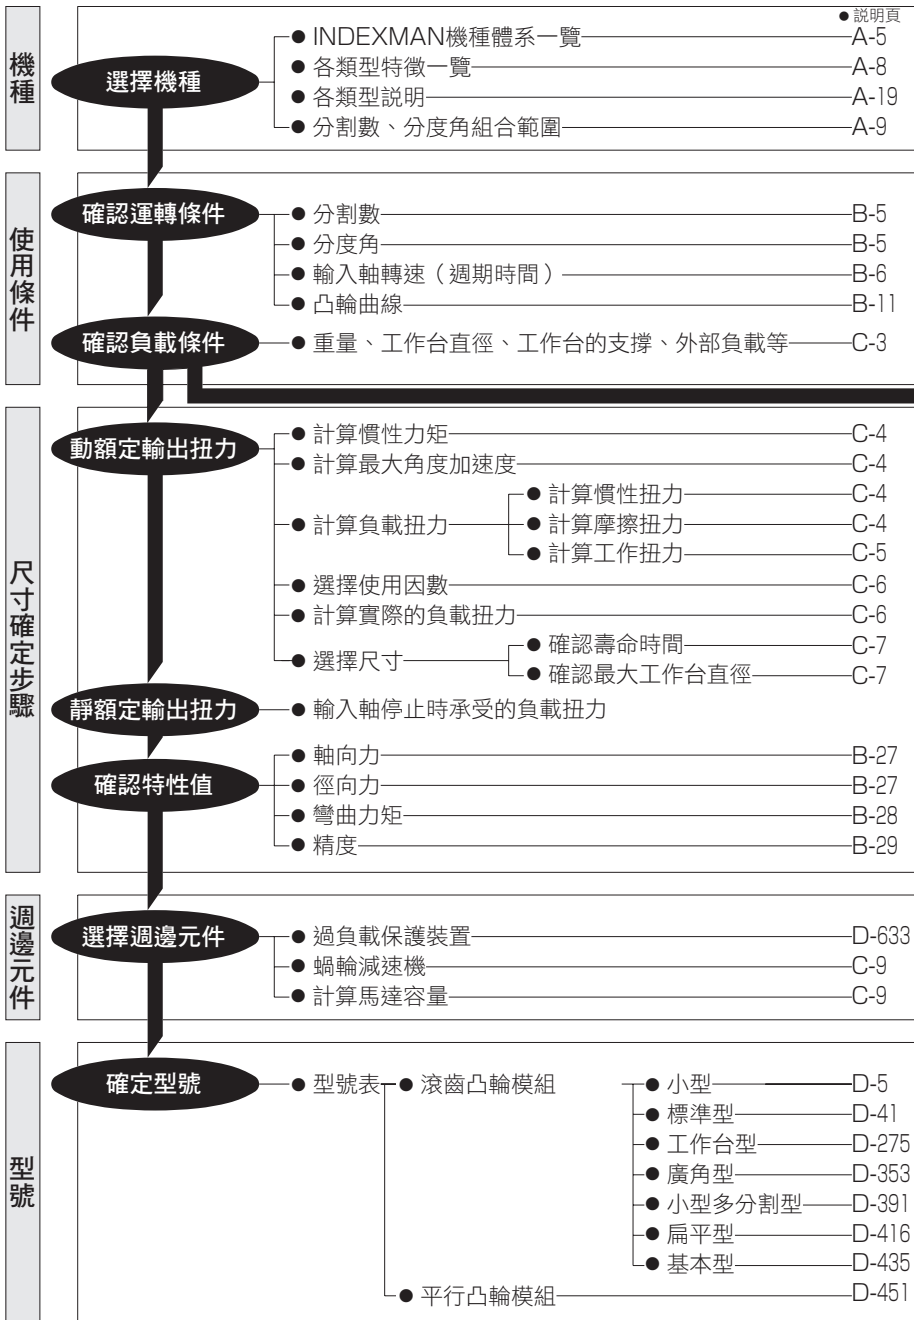 ● 説明頁
機種
選擇機種
● INDEXMAN機種體系一覽 A-5
● 各類型特徵一覽 A-8
● 各類型説明 A-19
● 分割數、分度角組合範圍 A-9
使用條件
確認運轉條件
● 分割數 B-5
● 分度角 B-5
● 輸入軸轉速（週期時間） B-6
● 凸輪曲線 B-11
確認負載條件
● 重量、工作台直徑、工作台的支撐、外部負載等 C-3
尺寸確定步驟
動額定輸出扭力
● 計算慣性力矩 C-4
● 計算最大角度加速度 C-4
● 計算負載扭力
● 計算慣性扭力 C-4
● 計算摩擦扭力 C-4
● 計算工作扭力 C-5
● 選擇使用因數 C-6
● 計算實際的負載扭力 C-6
● 選擇尺寸
● 確認壽命時間 C-7
● 確認最大工作台直徑 C-7
靜額定輸出扭力
● 輸入軸停止時承受的負載扭力
確認特性值
● 軸向力 B-27
● 徑向力 B-27
● 彎曲力矩 B-28
● 精度 B-29
週邊元件
選擇週邊元件
● 過負載保護裝置 D-633
● 蝸輪減速機 C-9
● 計算馬達容量 C-9
型號
確定型號
● 型號表
● 滾齒凸輪模組
● 小型 D-5
● 標準型 D-41
● 工作台型 D-275
● 廣角型 D-353
● 小型多分割型 D-391
● 扁平型 D-416
● 基本型 D-435
● 平行凸輪模組 D-451